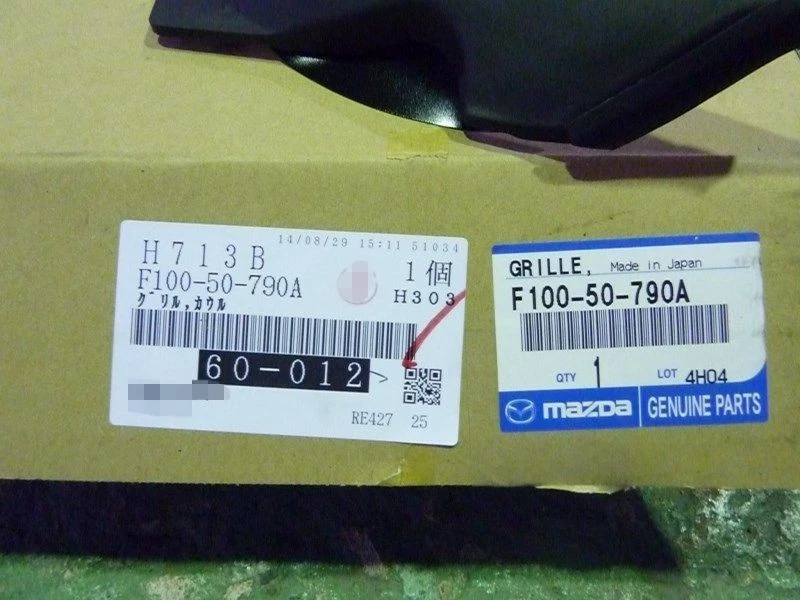 14/08/29 15:11 51034
H713B
F100-50-790A
1個
グリル,カウル
H303
60-012
RE427 25
GRILLE, Made in Japan
F100-50-790A
QTY 1 LOT 4H04
mazda GENUINE PARTS